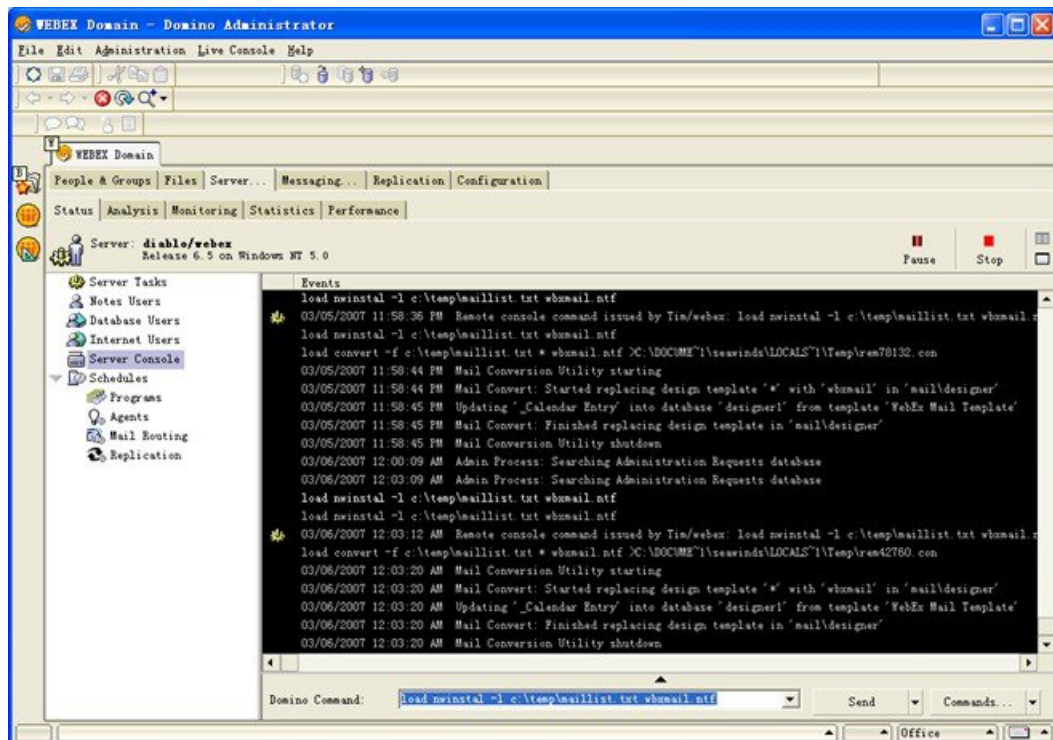 WEBEX Domain - Domino Administrator
File Edit Administration Live Console Help
WEBEX Domain
People & Groups Files Server... Messaging... Replication Configuration
Status Analysis Monitoring Statistics Performance
Server: diablo/webex
Release 6.5 on Windows NT 5.0
Pause Stop
Server Tasks
Notes Users
Database Users
Internet Users
Server Console
Schedules
Programs
Agents
Mail Routing
Replication
Events
load nwinstal -l c:\temp\maillist.txt wbxmail.ntf
03/05/2007 11:58:36 PM Remote console command issued by Tim/webex: load nwinstal -l c:\temp\maillist.txt wbxmail.r
load nwinstal -l c:\temp\maillist.txt wbxmail.ntf
load convert -f c:\temp\maillist.txt * wbxmail.ntf >C:\DOCUME~1\seawinds\LOCALS~1\Temp\rem78132.con
03/05/2007 11:58:44 PM Mail Conversion Utility starting
03/05/2007 11:58:44 PM Mail Convert: Started replacing design template '*' with 'wbxmail' in 'mail\designer'
03/05/2007 11:58:45 PM Updating '_Calendar Entry' into database 'designer1' from template 'WebEx Mail Template'
03/05/2007 11:58:45 PM Mail Convert: Finished replacing design template in 'mail\designer'
03/05/2007 11:58:45 PM Mail Conversion Utility shutdown
03/06/2007 12:00:09 AM Admin Process: Searching Administration Requests database
03/06/2007 12:03:09 AM Admin Process: Searching Administration Requests database
load nwinstal -l c:\temp\maillist.txt wbxmail.ntf
load nwinstal -l c:\temp\maillist.txt wbxmail.ntf
03/06/2007 12:03:12 AM Remote console command issued by Tim/webex: load nwinstal -l c:\temp\maillist.txt wbxmail.r
load convert -f c:\temp\maillist.txt * wbxmail.ntf >C:\DOCUME~1\seawinds\LOCALS~1\Temp\rem42760.con
03/06/2007 12:03:20 AM Mail Conversion Utility starting
03/06/2007 12:03:20 AM Mail Convert: Started replacing design template '*' with 'wbxmail' in 'mail\designer'
03/06/2007 12:03:20 AM Updating '_Calendar Entry' into database 'designer1' from template 'WebEx Mail Template'
03/06/2007 12:03:20 AM Mail Convert: Finished replacing design template in 'mail\designer'
03/06/2007 12:03:20 AM Mail Conversion Utility shutdown
Domino Command: load nwinstal -l c:\temp\maillist.txt wbxmail.ntf Send Commands...
Office